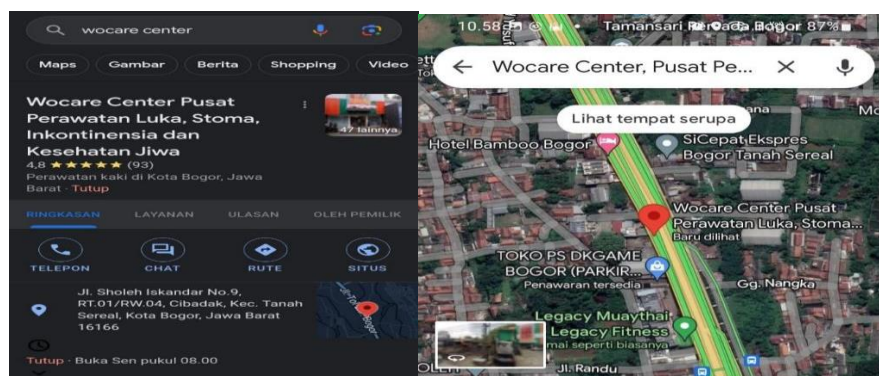 wocare center
Maps
Gambar
Berita
Shopping
Video
Wocare Center Pusat
Perawatan Luka, Stoma,
Inkontinensia dan
Kesehatan Jiwa
47 lainnya
4,8 ★★★★★ (93)
Perawatan kaki di Kota Bogor, Jawa
Barat · Tutup
RINGKASAN
LAYANAN
ULASAN
OLEH PEMILIK
TELEPON
CHAT
RUTE
SITUS
Jl. Sholeh Iskandar No.9,
RT.01/RW.04, Cibadak, Kec. Tanah
Sereal, Kota Bogor, Jawa Barat
16166
Tutup · Buka Sen pukul 08.00
10.58
Tamansari Bogor 87%
Wocare Center, Pusat Pe...
Lihat tempat serupa
Hotel Bamboo Bogor
SiCepat Ekspres
Bogor Tanah Sereal
Wocare Center Pusat
Perawatan Luka, Stoma...
Baru dilihat
TOKO PS DKGAME
BOGOR (PARKIR...
Penawaran tersedia
Gg. Nangka
Legacy Muaythai
Legacy Fitness
mai seperti biasanya
Jl. Randu